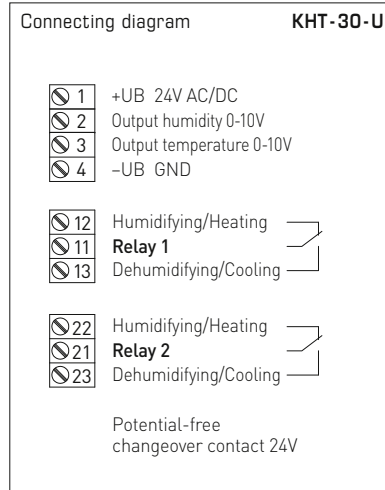 Connecting diagram KHT-30-U
1 +UB 24V AC/DC
2 Output humidity 0-10V
3 Output temperature 0-10V
4 –UB GND
12 Humidifying/Heating
11 Relay 1
13 Dehumidifying/Cooling
22 Humidifying/Heating
21 Relay 2
23 Dehumidifying/Cooling
Potential-free
changeover contact 24V